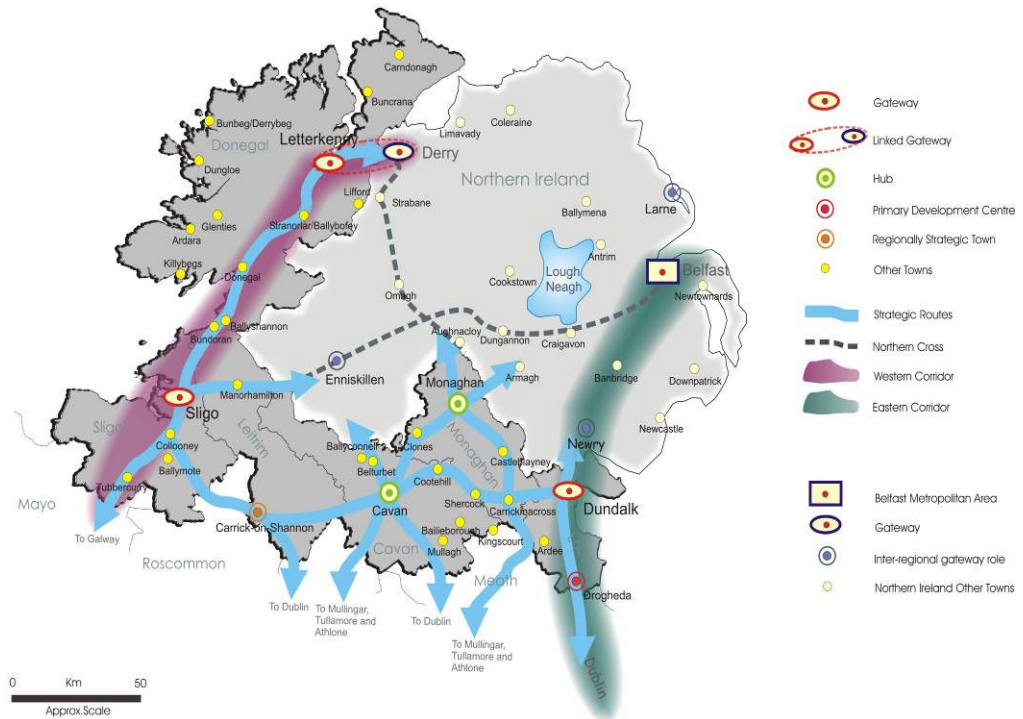 Carndonagh
Buncrana
Bunbeg/Derrybeg
Donegal
Letterkenny
Derry
Limavady
Coleraine
Dungloe
Northern Ireland
Lifford
Strabane
Larne
Glenties
Stranorlar/Ballybofey
Ballymena
Ardara
Antrim
Killybegs
Donegal
Cookstown
Lough
Neagh
Belfast
Omagh
Newtownards
Ballyshannon
Bundoran
Aughnacloy
Dungannon
Craigavon
Enniskillen
Armagh
Banbridge
Downpatrick
Manorhamilton
Monaghan
Sligo
Sligo
Newcastle
Leitrim
Collooney
Ballyconnell
Clones
Monaghan
Newry
Ballymote
Belturbet
Castleblayney
Cootehill
Tubbercurry
Shercock
Mayo
Cavan
Carrickmacross
Dundalk
To Galway
Carrick-on-Shannon
Bailieborough
Kingscourt
Ardee
Cavan
Mullagh
Roscommon
Meath
Drogheda
To Dublin
To Mullingar,
Tullamore and
Athlone
To Dublin
To Mullingar,
Tullamore and
Athlone
Dublin
0 Km 50
Approx.Scale
Gateway
Linked Gateway
Hub
Primary Development Centre
Regionally Strategic Town
Other Towns
Strategic Routes
Northern Cross
Western Corridor
Eastern Corridor
Belfast Metropolitan Area
Gateway
Inter-regional gateway role
Northern Ireland Other Towns